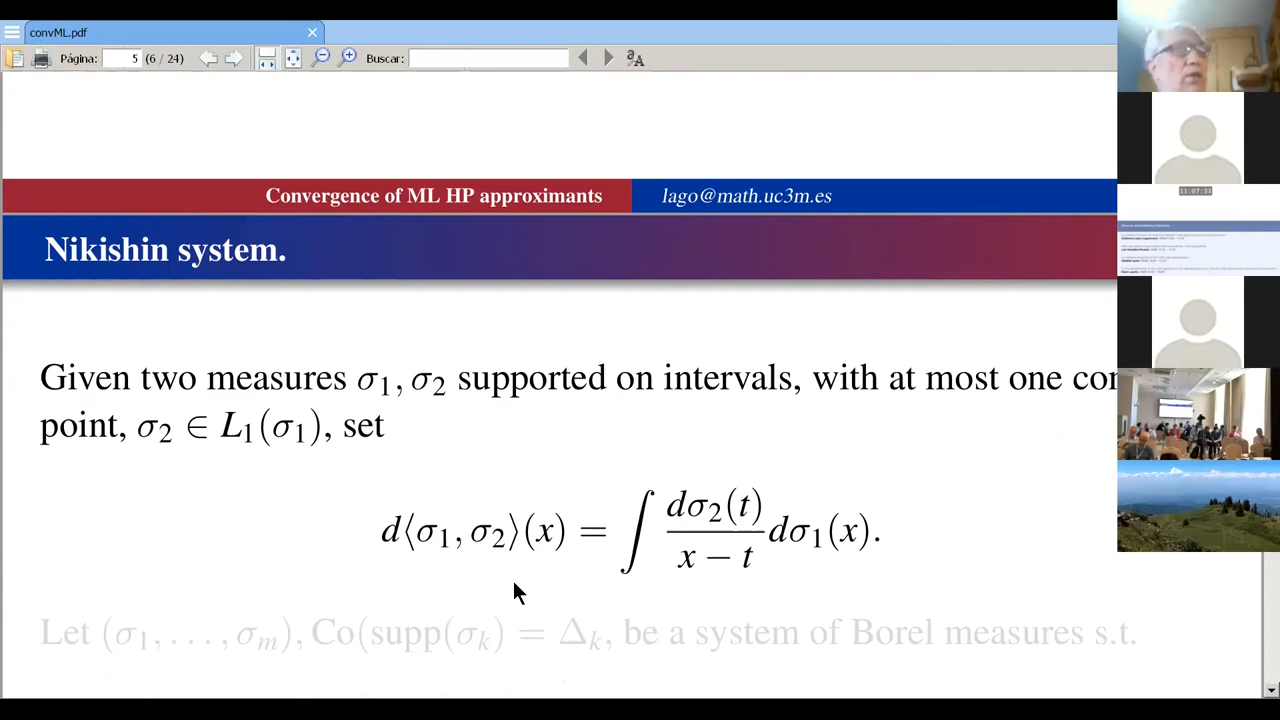 convML.pdf
Página: 5 (6 / 24) Buscar:
Convergence of ML HP approximants
lago@math.uc3m.es
Nikishin system.
Given two measures σ₁, σ₂ supported on intervals, with at most one
point, σ₂ ∈ L₁(σ₁), set
d⟨σ₁, σ₂⟩(x) = ∫ dσ₂(t) / (x − t) dσ₁(x).
Let (σ₁, . . . , σₘ), Co(supp(σₖ) = Δₖ, be a system of Borel measures s.t.